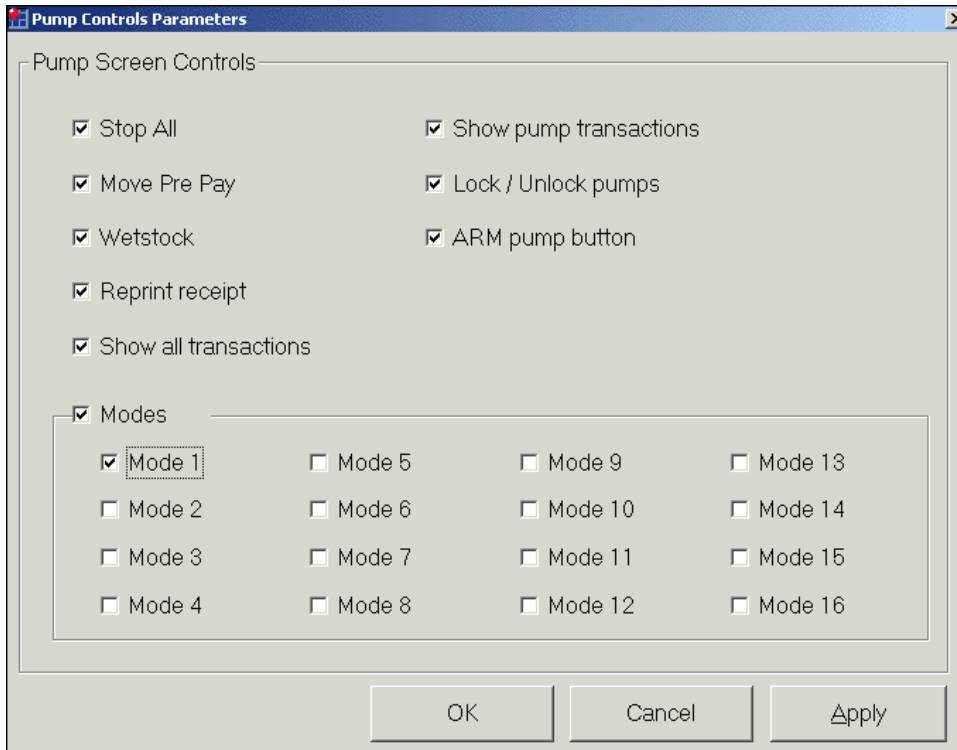 Pump Controls Parameters
Pump Screen Controls
Stop All
Show pump transactions
Move Pre Pay
Lock / Unlock pumps
Wetstock
ARM pump button
Reprint receipt
Show all transactions
Modes
Mode 1
Mode 5
Mode 9
Mode 13
Mode 2
Mode 6
Mode 10
Mode 14
Mode 3
Mode 7
Mode 11
Mode 15
Mode 4
Mode 8
Mode 12
Mode 16
OK
Cancel
Apply